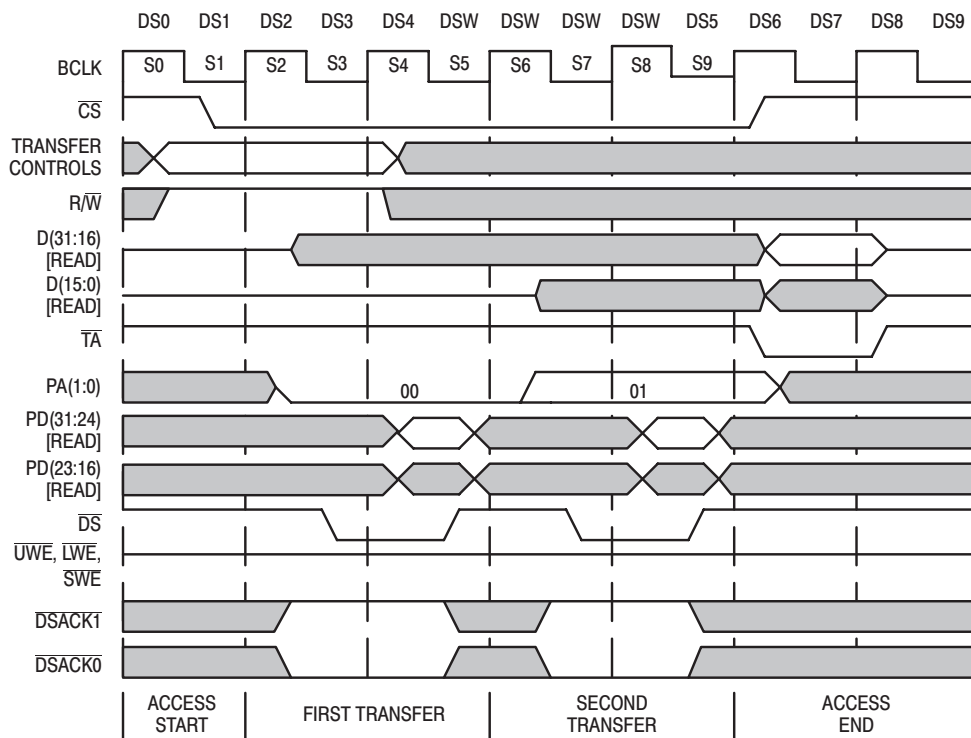 DS0 DS1 DS2 DS3 DS4 DSW DSW DSW DSW DS5 DS6 DS7 DS8 DS9
BCLK S0 S1 S2 S3 S4 S5 S6 S7 S8 S9
CS
TRANSFER
CONTROLS
R/W
D(31:16)
[READ]
D(15:0)
[READ]
TA
PA(1:0) 00 01
PD(31:24)
[READ]
PD(23:16)
[READ]
DS
UWE, LWE,
SWE
DSACK1
DSACK0
ACCESS
START
FIRST TRANSFER
SECOND
TRANSFER
ACCESS
END